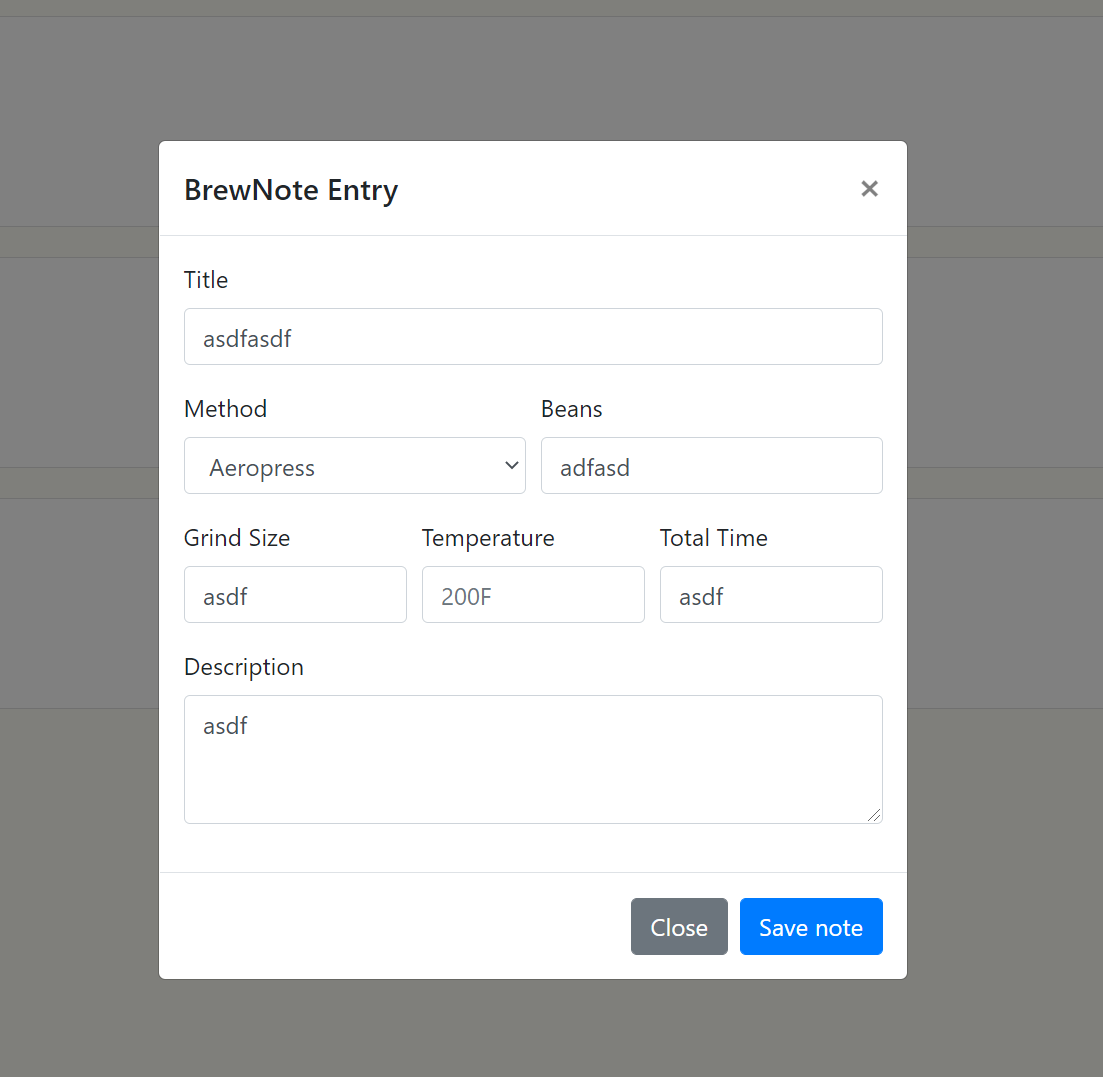 BrewNote Entry ×
Title
asdfasdf
Method Beans
Aeropress adfasd
Grind Size Temperature Total Time
asdf 200F asdf
Description
asdf
Close Save note